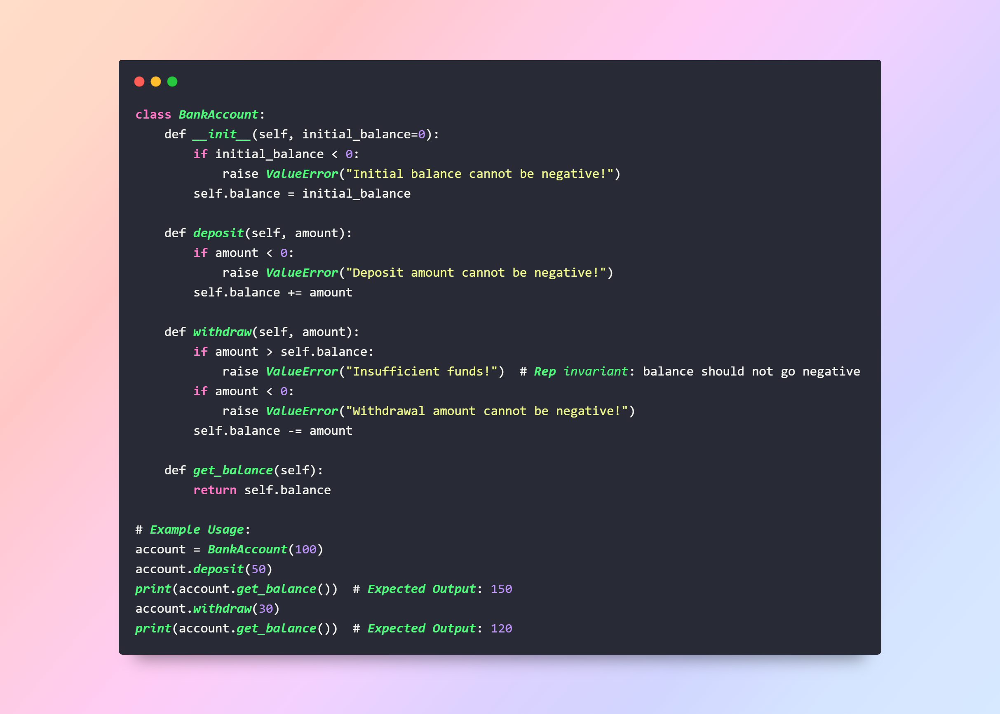 class BankAccount:
    def __init__(self, initial_balance=0):
        if initial_balance < 0:
            raise ValueError("Initial balance cannot be negative!")
        self.balance = initial_balance

    def deposit(self, amount):
        if amount < 0:
            raise ValueError("Deposit amount cannot be negative!")
        self.balance += amount

    def withdraw(self, amount):
        if amount > self.balance:
            raise ValueError("Insufficient funds!")  # Rep invariant: balance should not go negative
        if amount < 0:
            raise ValueError("Withdrawal amount cannot be negative!")
        self.balance -= amount

    def get_balance(self):
        return self.balance

# Example Usage:
account = BankAccount(100)
account.deposit(50)
print(account.get_balance())  # Expected Output: 150
account.withdraw(30)
print(account.get_balance())  # Expected Output: 120